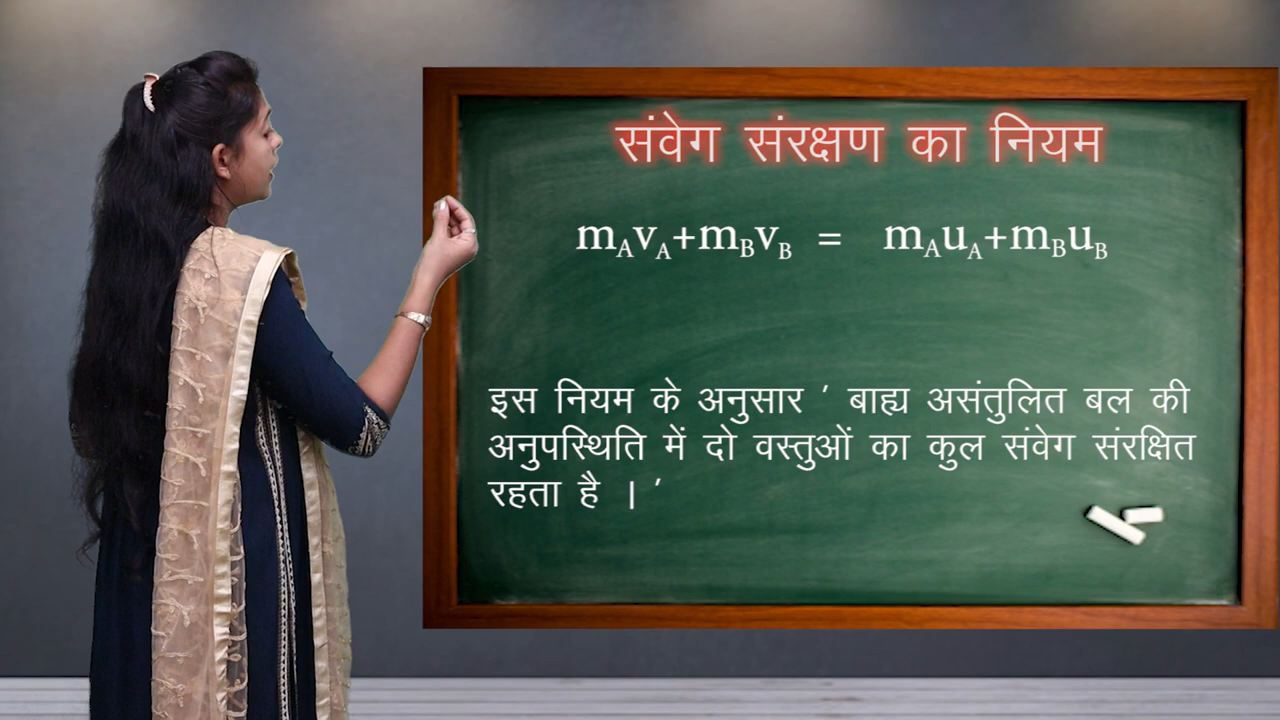 संवेग संरक्षण का नियम
mAvA+mBvB = mAuA+mBuB
इस नियम के अनुसार ' बाह्य असंतुलित बल की
अनुपस्थिति में दो वस्तुओं का कुल संवेग संरक्षित
रहता है । '